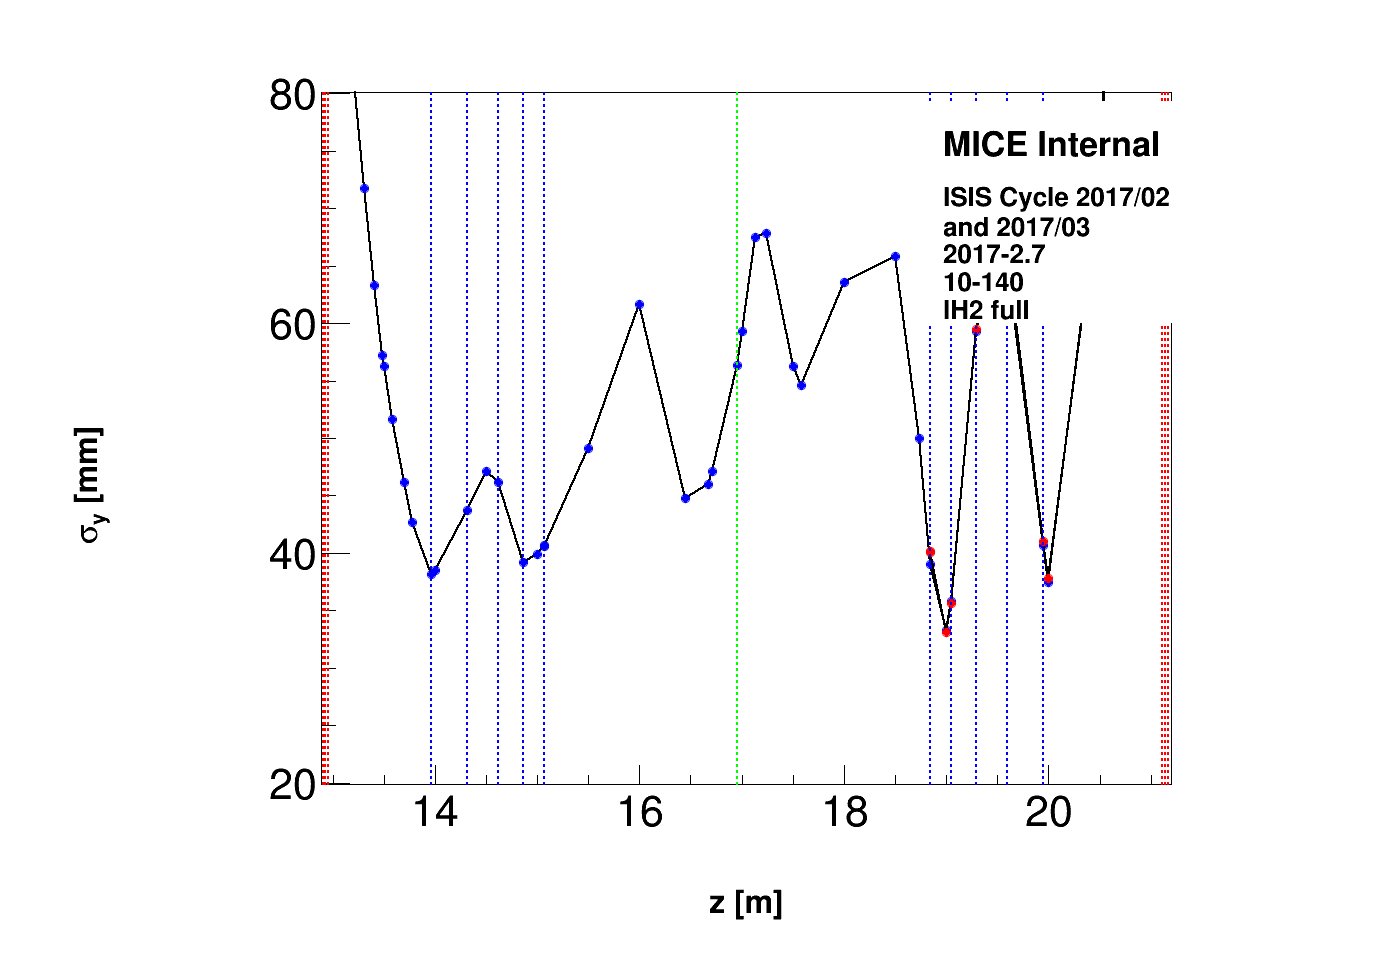 80
60
40
20
14 16 18 20
σy [mm]
z [m]
MICE Internal
ISIS Cycle 2017/02
and 2017/03
2017-2.7
10-140
lH2 full